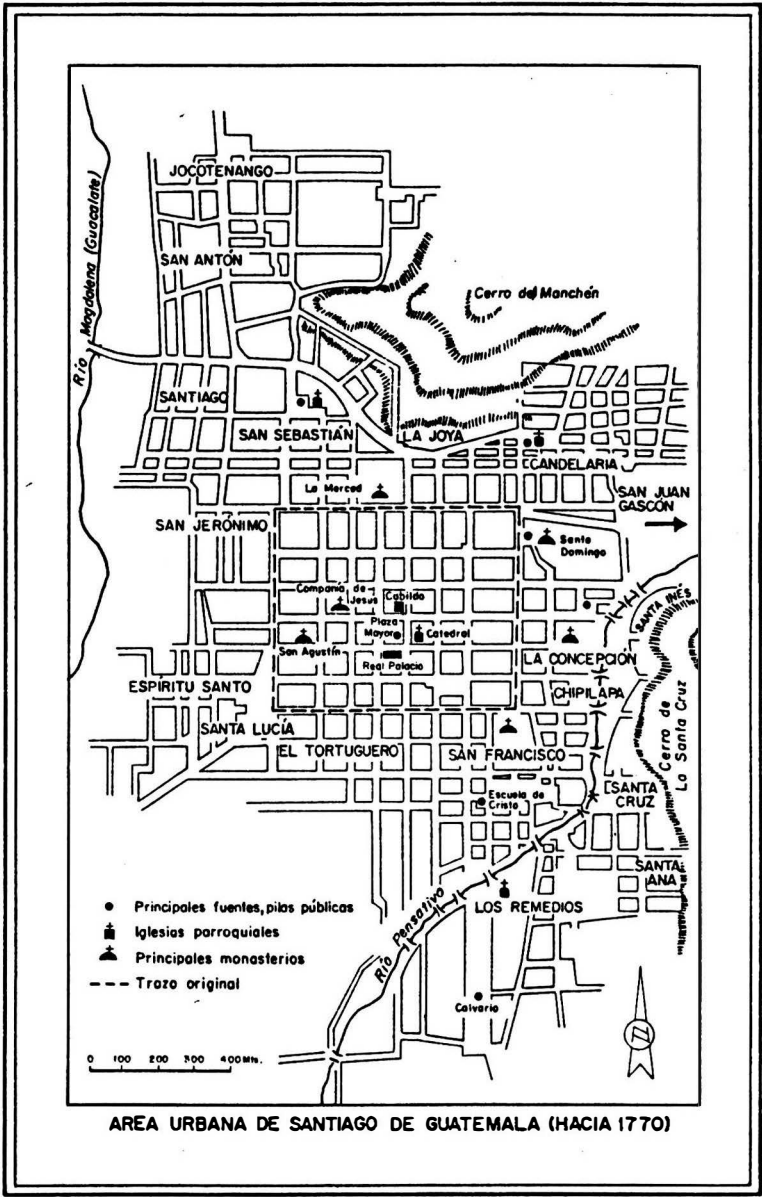 JOCOTENANGO
SAN ANTÓN
Río Magdalena (Guacalate)
Cerro del Manchén
SANTIAGO
SAN SEBASTIÁN
LA JOYA
CANDELARIA
La Merced
SAN JUAN
GASCÓN
SAN JERÓNIMO
Santo
Domingo
Compañía de
Jesus
Cabildo
SANTA INÉS
Plaza
Mayor
Catedral
San Agustín
Real Palacio
LA CONCEPCIÓN
ESPÍRITU SANTO
CHIPILAPA
Cerro de
La Santa Cruz
SANTA LUCÍA
EL TORTUGUERO
SAN FRANCISCO
Escuela de
Cristo
SANTA
CRUZ
SANTA
ANA
LOS REMEDIOS
Río Pensativo
Principales fuentes, pilas públicas
Iglesias parroquiales
Principales monasterios
Trazo original
Calvario
0 100 200 300 400 Mts.
AREA URBANA DE SANTIAGO DE GUATEMALA (HACIA 1770)